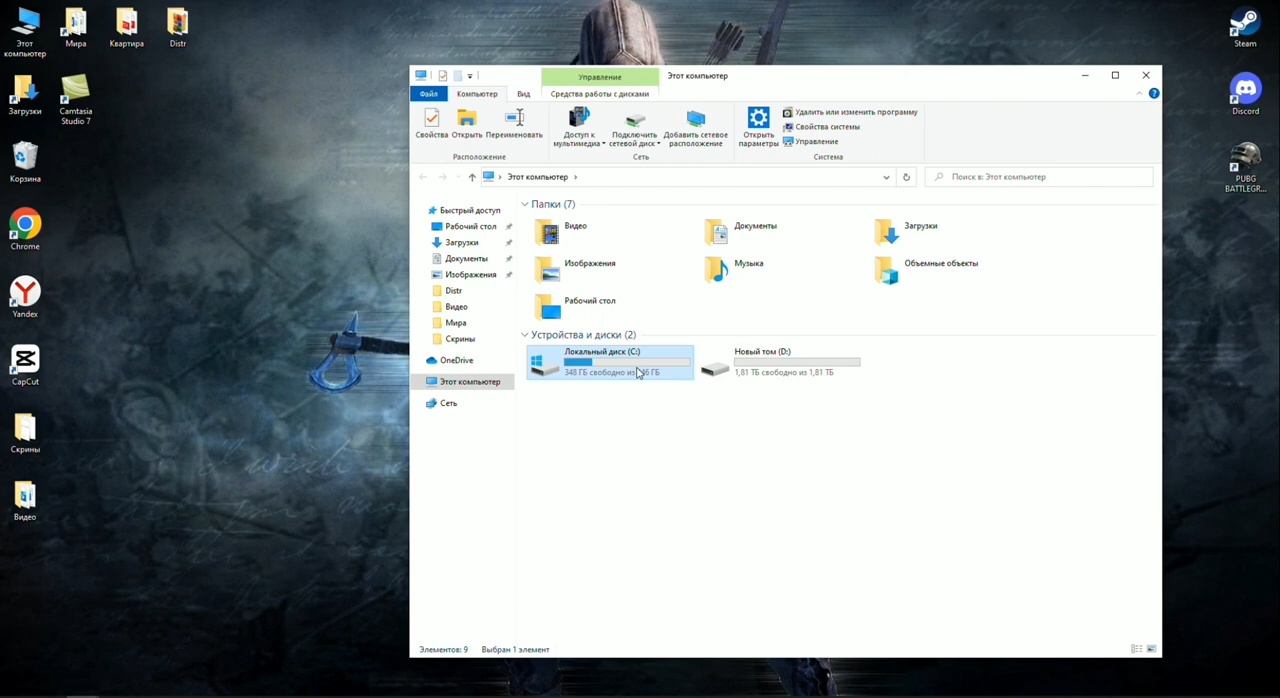 Этот
компьютер
Мира
Квартира
Distr
Загрузки
Camtasia
Studio 7
Корзина
Chrome
Yandex
CapCut
Скрины
Видео
Steam
Discord
PUBG
BATTLEGR...
Управление
Этот компьютер
Файл
Компьютер
Вид
Средства работы с дисками
Свойства
Открыть
Переименовать
Расположение
Доступ к
мультимедиа
Подключить
сетевой диск
Добавить сетевое
расположение
Сеть
Открыть
параметры
Удалить или изменить программу
Свойства системы
Управление
Система
Этот компьютер
Поиск в: Этот компьютер
Быстрый доступ
Рабочий стол
Загрузки
Документы
Изображения
Distr
Видео
Мира
Скрины
OneDrive
Этот компьютер
Сеть
Папки (7)
Видео
Документы
Загрузки
Изображения
Музыка
Объемные объекты
Рабочий стол
Устройства и диски (2)
Локальный диск (C:)
348 ГБ свободно из ГБ
Новый том (D:)
1,81 ТБ свободно из 1,81 ТБ
Элементов: 9
Выбран 1 элемент